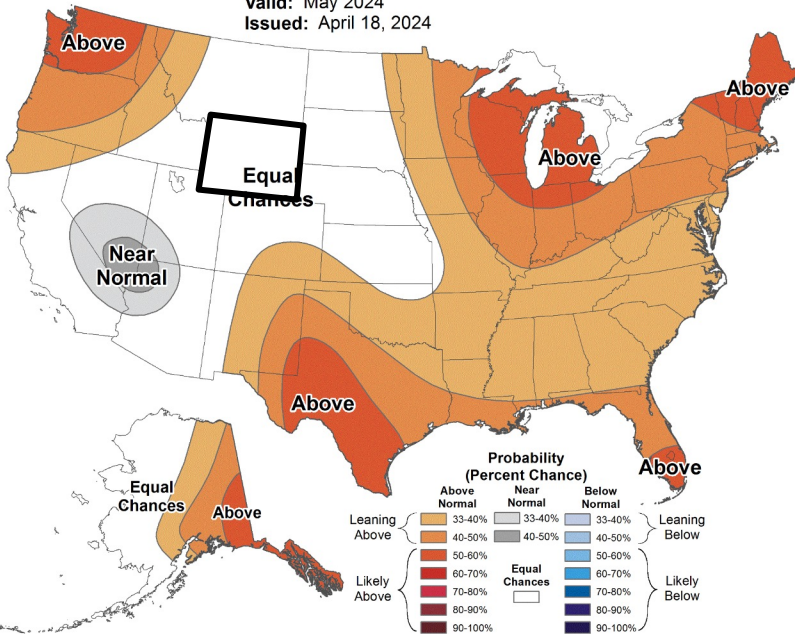 Valid: May 2024
Issued: April 18, 2024
Above
Above
Above
Equal
Chances
Near
Normal
Above
Above
Equal
Chances
Above
Probability
(Percent Chance)
Above
Normal
Near
Normal
Below
Normal
Leaning
Above
33-40%
33-40%
33-40%
Leaning
Below
40-50%
40-50%
40-50%
Likely
Above
50-60%
50-60%
60-70%
Equal
Chances
60-70%
70-80%
70-80%
80-90%
80-90%
90-100%
90-100%
Likely
Below